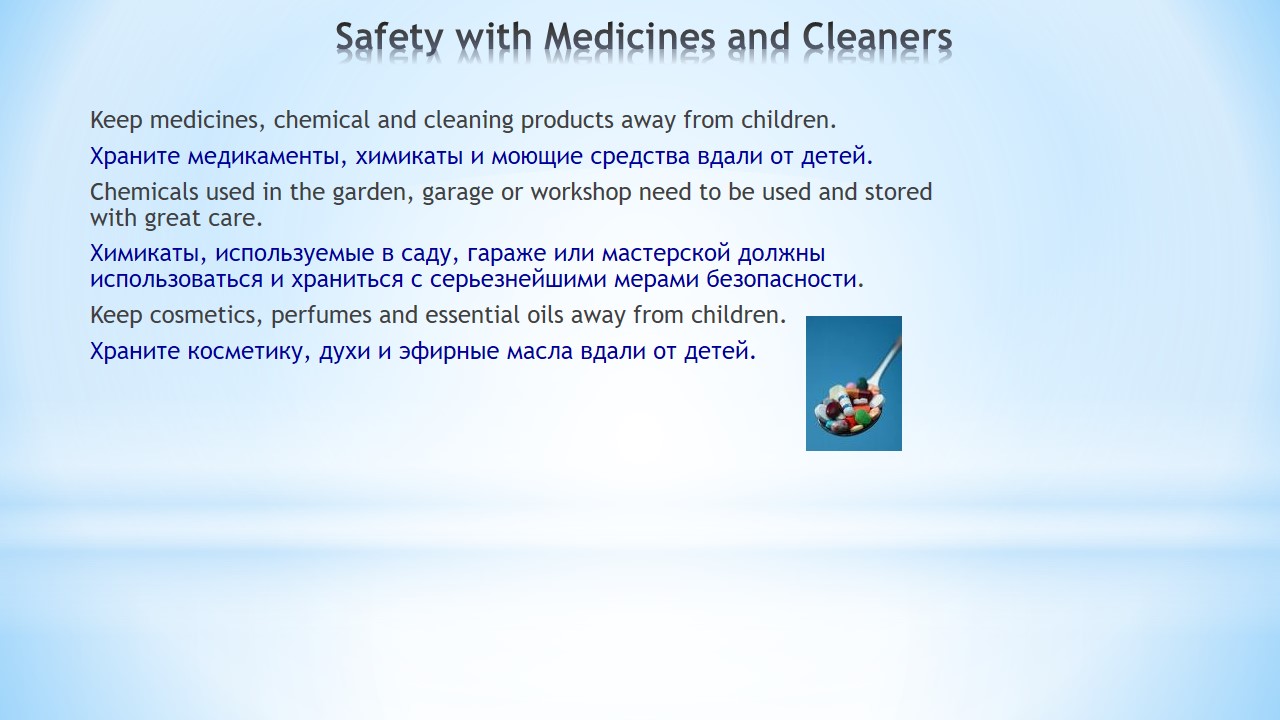 Safety with Medicines and Cleaners
Keep medicines, chemical and cleaning products away from children.
Храните медикаменты, химикаты и моющие средства вдали от детей.
Chemicals used in the garden, garage or workshop need to be used and stored
with great care.
Химикаты, используемые в саду, гараже или мастерской должны
использоваться и храниться с серьезнейшими мерами безопасности.
Keep cosmetics, perfumes and essential oils away from children.
Храните косметику, духи и эфирные масла вдали от детей.